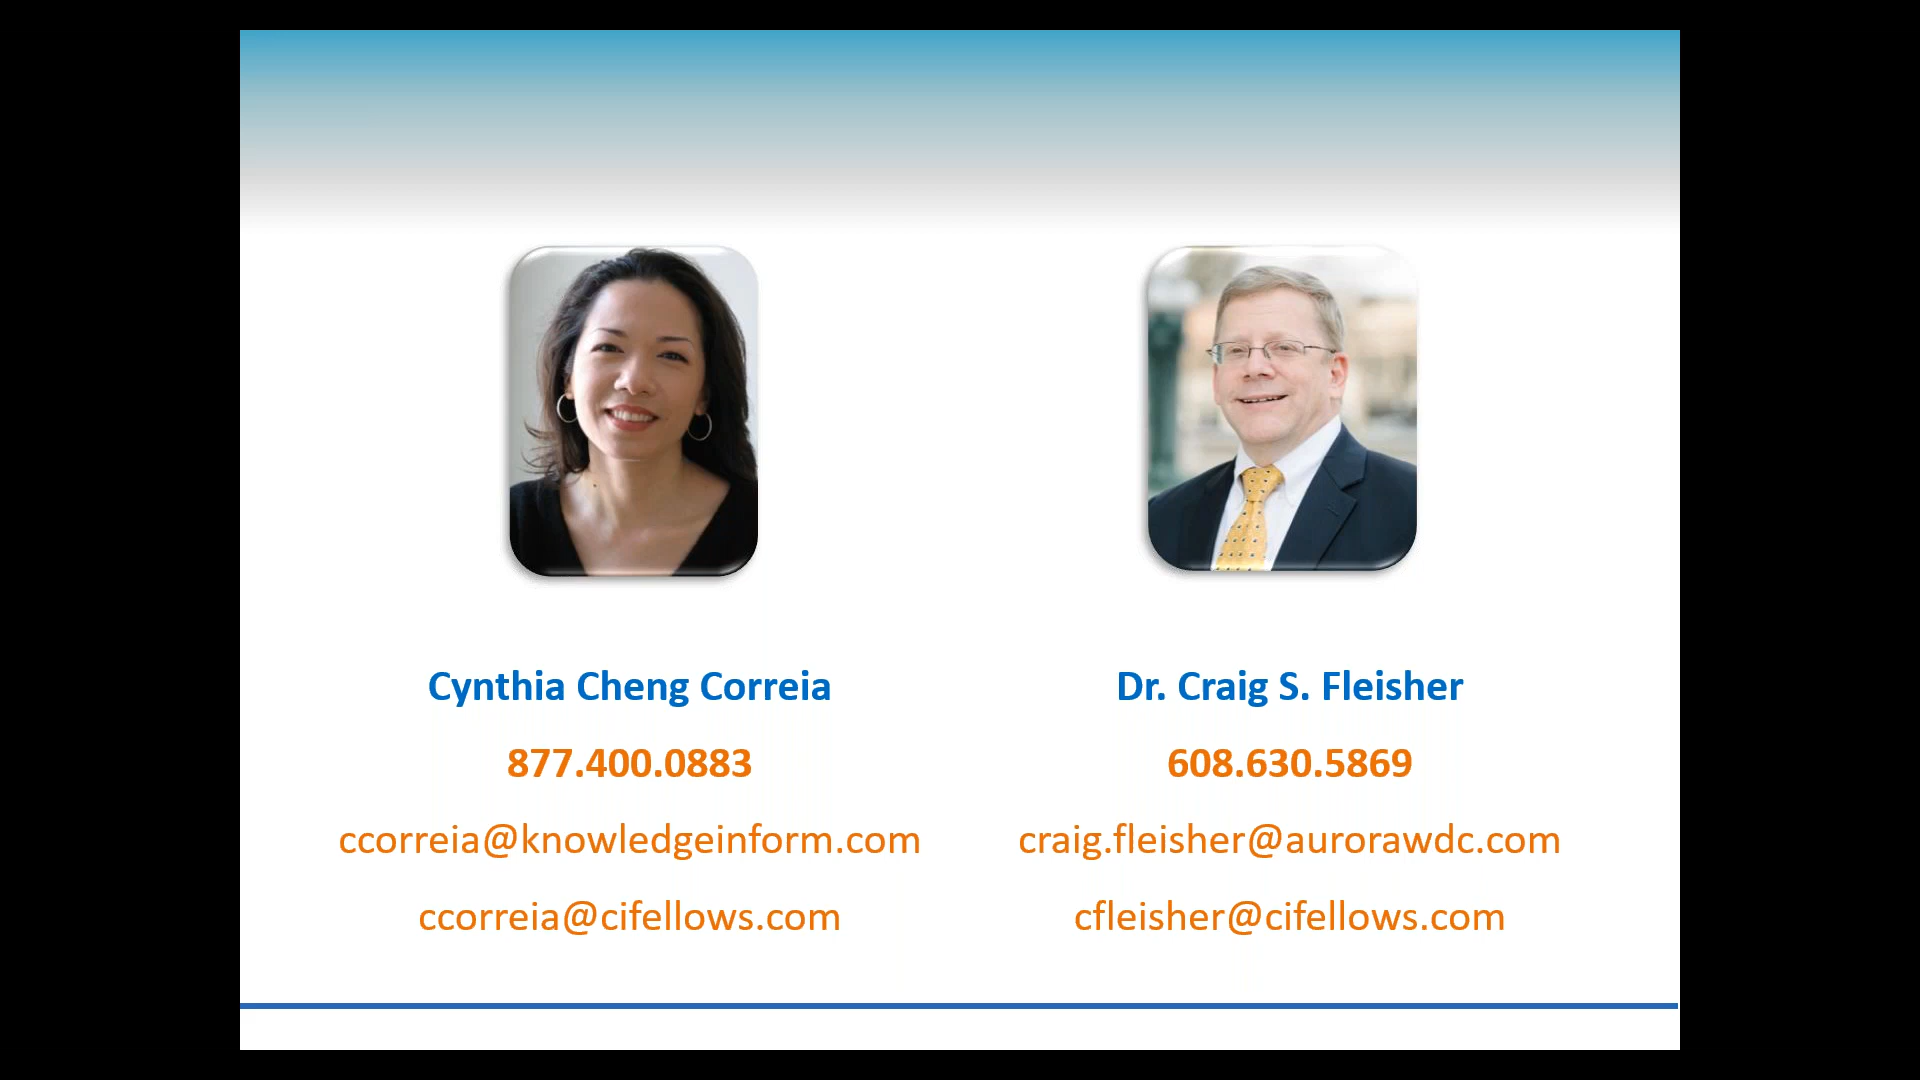 Cynthia Cheng Correia
877.400.0883
ccorreia@knowledgeinform.com
ccorreia@cifellows.com
Dr. Craig S. Fleisher
608.630.5869
craig.fleisher@aurorawdc.com
cfleisher@cifellows.com